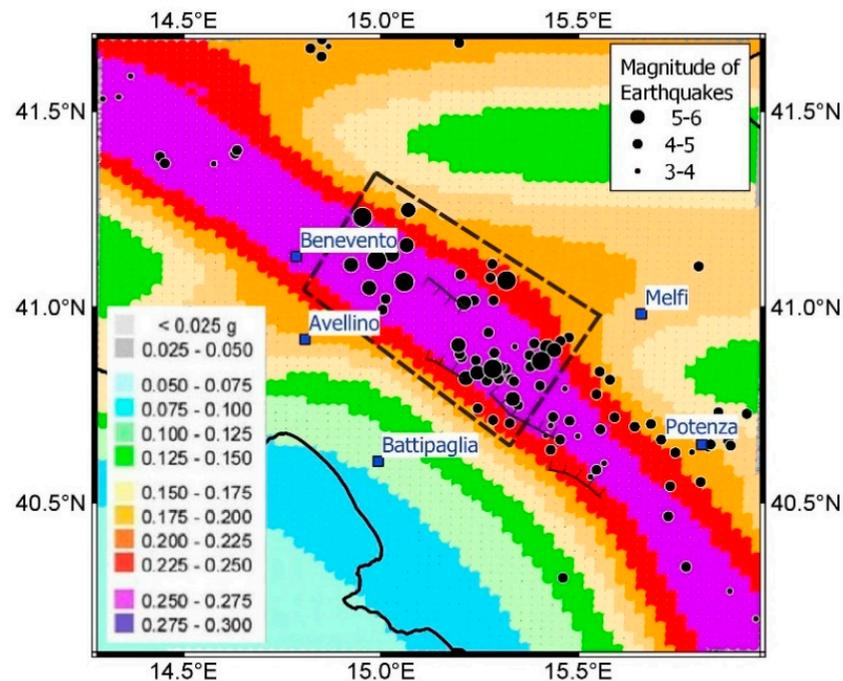 14.5°E 15.0°E 15.5°E
41.5°N 41.5°N
Magnitude of
Earthquakes
5-6
4-5
3-4
Benevento
41.0°N 41.0°N
Melfi
Avellino
< 0.025 g
0.025 - 0.050
0.050 - 0.075
0.075 - 0.100
0.100 - 0.125
0.125 - 0.150
0.150 - 0.175
0.175 - 0.200
0.200 - 0.225
0.225 - 0.250
0.250 - 0.275
0.275 - 0.300
Potenza
Battipaglia
40.5°N 40.5°N
14.5°E 15.0°E 15.5°E